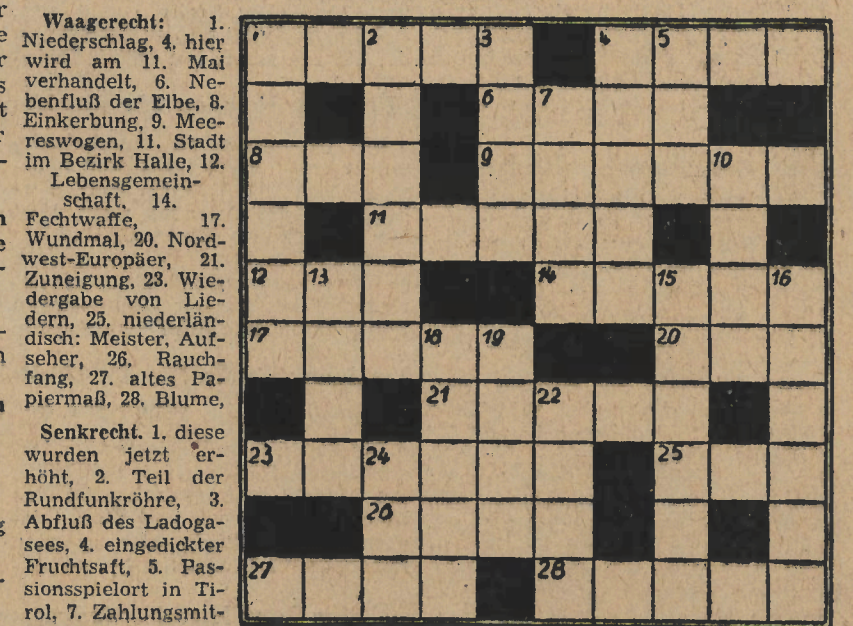 Waagerecht: 1.
Niederschlag, 4. hier
wird am 11. Mai
verhandelt, 6. Ne-
benfluß der Elbe, 8.
Einkerbung, 9. Mee-
reswogen, 11. Stadt
im Bezirk Halle, 12.
Lebensgemein-
schaft, 14.
Fechtwaffe, 17.
Wundmal, 20. Nord-
west-Europäer, 21.
Zuneigung, 23. Wie-
dergabe von Lie-
dern, 25. niederlän-
disch: Meister, Auf-
seher, 26, Rauch-
fang, 27. altes Pa-
piermaß, 28. Blume,
Senkrecht. 1. diese
wurden jetzt er-
höht, 2. Teil der
Rundfunkröhre, 3.
Abfluß des Ladoga-
sees, 4. eingedickter
Fruchtsaft, 5. Pas-
sionsspielort in Ti-
rol, 7. Zahlungsmit-
1 2 3 4 5
6 7
8 9 10
11
12 13 14 15 16
17 18 19 20
21 22
23 24 25
26
27 28